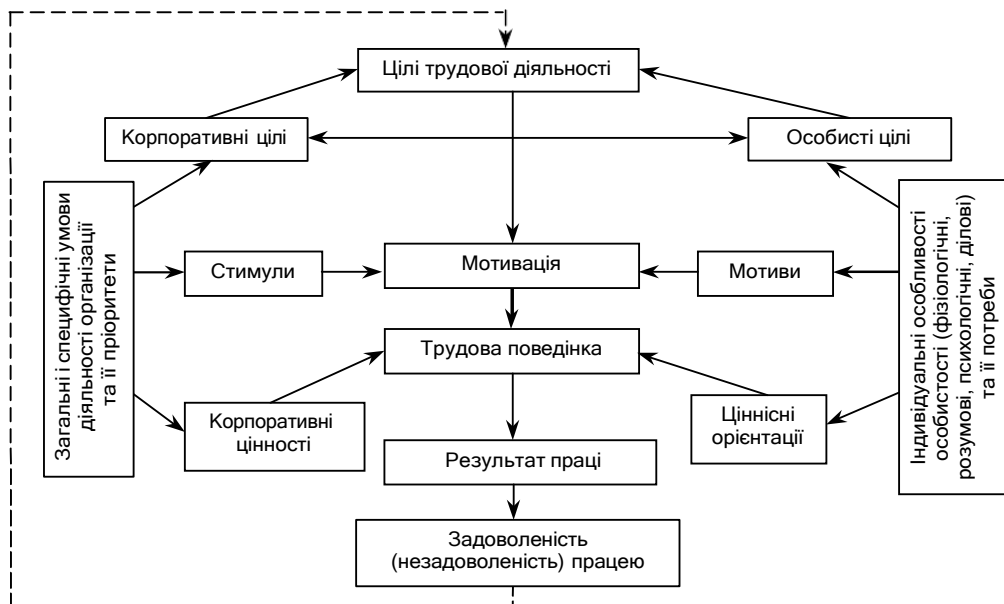 Цілі трудової діяльності
Корпоративні цілі
Особисті цілі
Загальні і специфічні умови
діяльності організації
та її пріоритети
Стимули
Мотивація
Мотиви
Індивідуальні особливості
особистості (фізіологічні,
розумові, психологічні, ділові)
та її потреби
Трудова поведінка
Корпоративні
цінності
Ціннісні
орієнтації
Результат праці
Задоволеність
(незадоволеність) працею